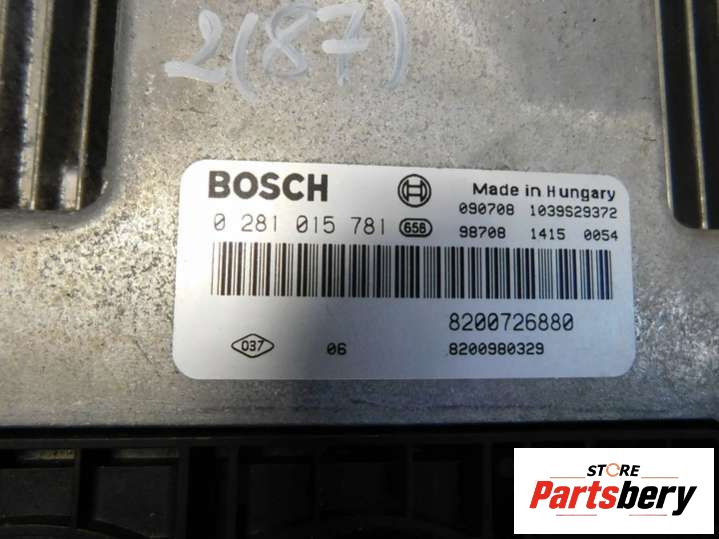 2(87)
BOSCH
Made in Hungary
090708 1039S29372
0 281 015 781 656
98708 1415 0054
8200726880
037 06 8200980329
STORE
Partsbery